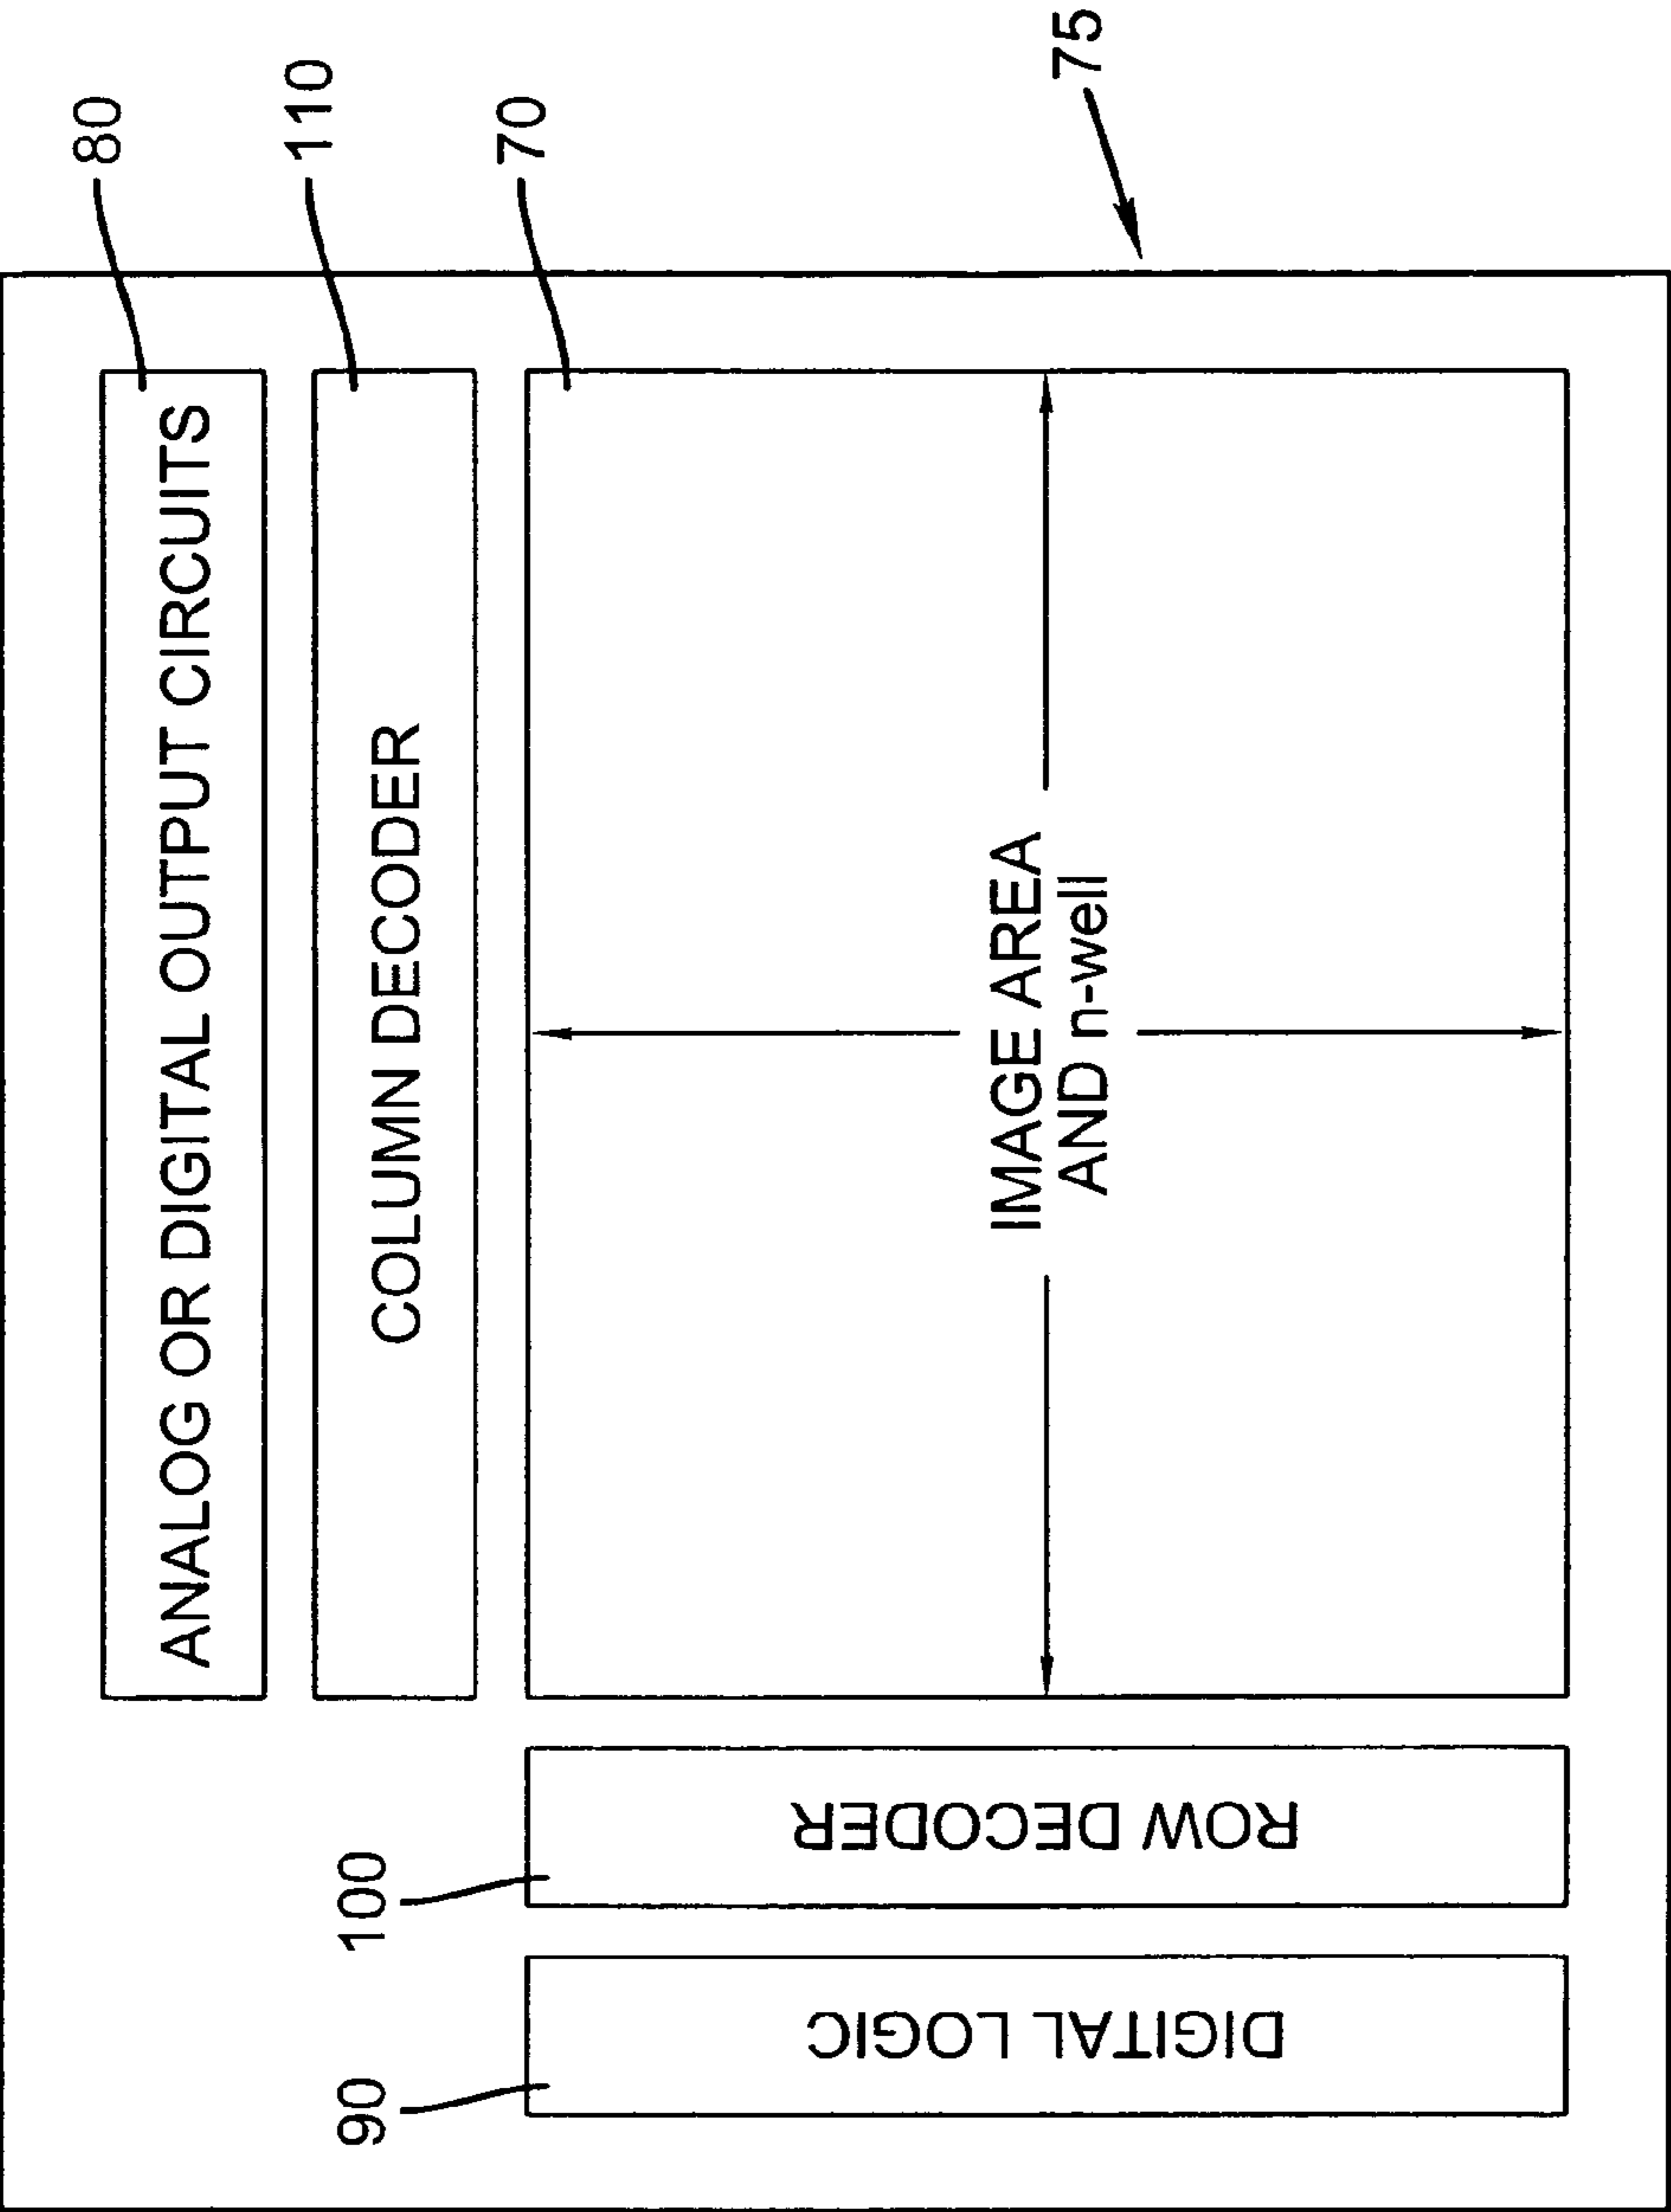 80
ANALOG OR DIGITAL OUTPUT CIRCUITS
110
COLUMN DECODER
70
IMAGE AREA
AND n-well
75
100
ROW DECODER
90
DIGITAL LOGIC